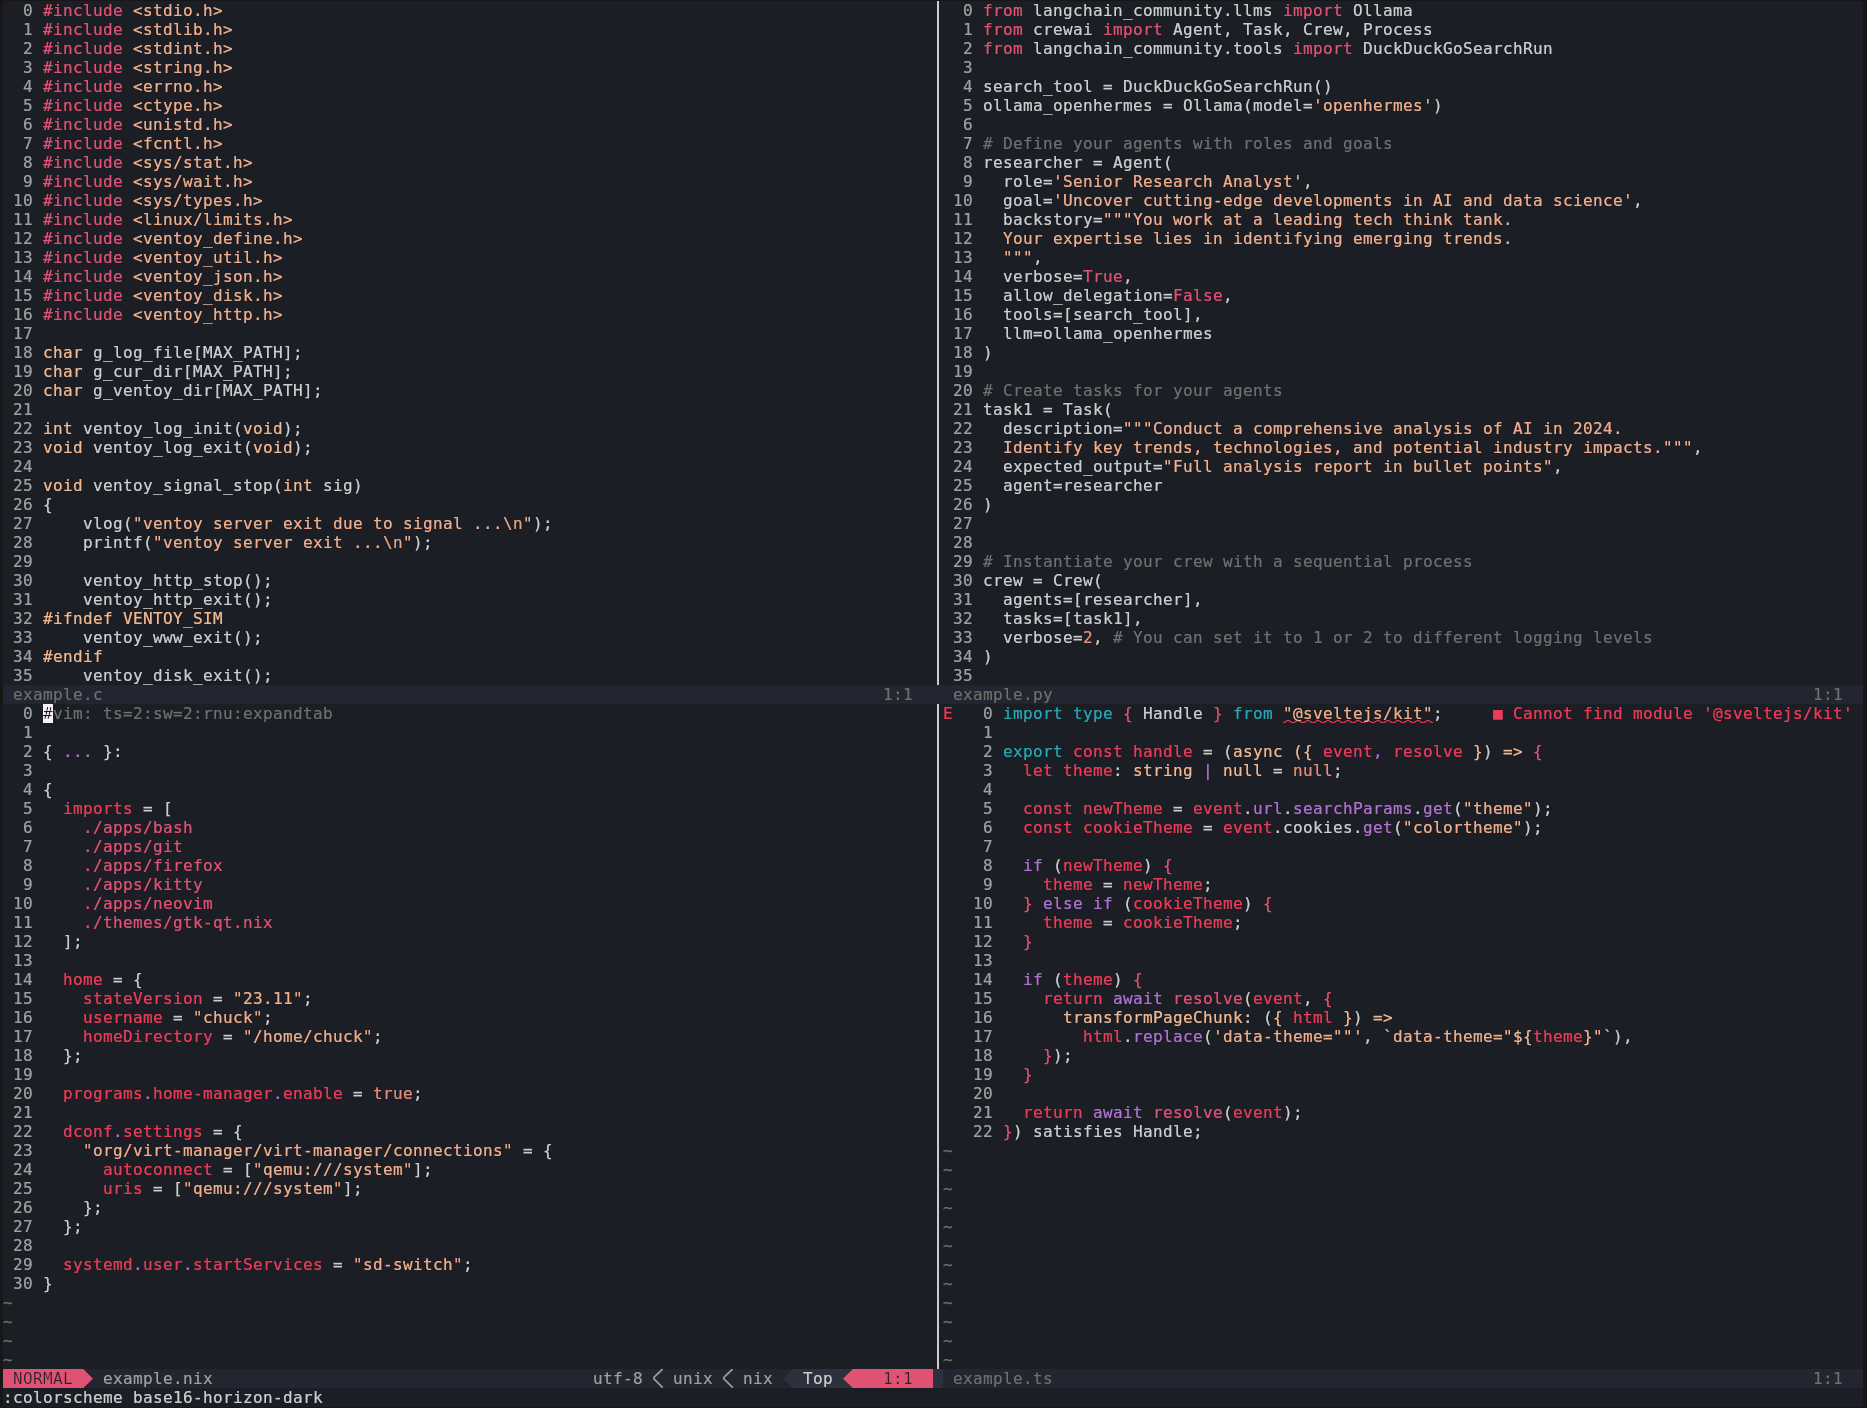 0 #include <stdio.h>
1 #include <stdlib.h>
2 #include <stdint.h>
3 #include <string.h>
4 #include <errno.h>
5 #include <ctype.h>
6 #include <unistd.h>
7 #include <fcntl.h>
8 #include <sys/stat.h>
9 #include <sys/wait.h>
10 #include <sys/types.h>
11 #include <linux/limits.h>
12 #include <ventoy_define.h>
13 #include <ventoy_util.h>
14 #include <ventoy_json.h>
15 #include <ventoy_disk.h>
16 #include <ventoy_http.h>
17
18 char g_log_file[MAX_PATH];
19 char g_cur_dir[MAX_PATH];
20 char g_ventoy_dir[MAX_PATH];
21
22 int ventoy_log_init(void);
23 void ventoy_log_exit(void);
24
25 void ventoy_signal_stop(int sig)
26 {
27     vlog("ventoy server exit due to signal ...\n");
28     printf("ventoy server exit ...\n");
29
30     ventoy_http_stop();
31     ventoy_http_exit();
32 #ifndef VENTOY_SIM
33     ventoy_www_exit();
34 #endif
35     ventoy_disk_exit();
example.c 1:1
0 from langchain_community.llms import Ollama
1 from crewai import Agent, Task, Crew, Process
2 from langchain_community.tools import DuckDuckGoSearchRun
3
4 search_tool = DuckDuckGoSearchRun()
5 ollama_openhermes = Ollama(model='openhermes')
6
7 # Define your agents with roles and goals
8 researcher = Agent(
9   role='Senior Research Analyst',
10   goal='Uncover cutting-edge developments in AI and data science',
11   backstory="""You work at a leading tech think tank.
12   Your expertise lies in identifying emerging trends.
13   """,
14   verbose=True,
15   allow_delegation=False,
16   tools=[search_tool],
17   llm=ollama_openhermes
18 )
19
20 # Create tasks for your agents
21 task1 = Task(
22   description="""Conduct a comprehensive analysis of AI in 2024.
23   Identify key trends, technologies, and potential industry impacts.""",
24   expected_output="Full analysis report in bullet points",
25   agent=researcher
26 )
27
28
29 # Instantiate your crew with a sequential process
30 crew = Crew(
31   agents=[researcher],
32   tasks=[task1],
33   verbose=2, # You can set it to 1 or 2 to different logging levels
34 )
35
example.py 1:1
0 #vim: ts=2:sw=2:rnu:expandtab
1
2 { ... }:
3
4 {
5   imports = [
6     ./apps/bash
7     ./apps/git
8     ./apps/firefox
9     ./apps/kitty
10     ./apps/neovim
11     ./themes/gtk-qt.nix
12   ];
13
14   home = {
15     stateVersion = "23.11";
16     username = "chuck";
17     homeDirectory = "/home/chuck";
18   };
19
20   programs.home-manager.enable = true;
21
22   dconf.settings = {
23     "org/virt-manager/virt-manager/connections" = {
24       autoconnect = ["qemu:///system"];
25       uris = ["qemu:///system"];
26     };
27   };
28
29   systemd.user.startServices = "sd-switch";
30 }
~
~
~
~
NORMAL example.nix utf-8 unix nix Top 1:1
E 0 import type { Handle } from "@sveltejs/kit";     ■ Cannot find module '@sveltejs/kit'
1
2 export const handle = (async ({ event, resolve }) => {
3   let theme: string | null = null;
4
5   const newTheme = event.url.searchParams.get("theme");
6   const cookieTheme = event.cookies.get("colortheme");
7
8   if (newTheme) {
9     theme = newTheme;
10   } else if (cookieTheme) {
11     theme = cookieTheme;
12   }
13
14   if (theme) {
15     return await resolve(event, {
16       transformPageChunk: ({ html }) =>
17         html.replace('data-theme=""', `data-theme="${theme}"`),
18     });
19   }
20
21   return await resolve(event);
22 }) satisfies Handle;
~
~
~
~
~
~
~
~
~
~
~
~
example.ts 1:1
:colorscheme base16-horizon-dark